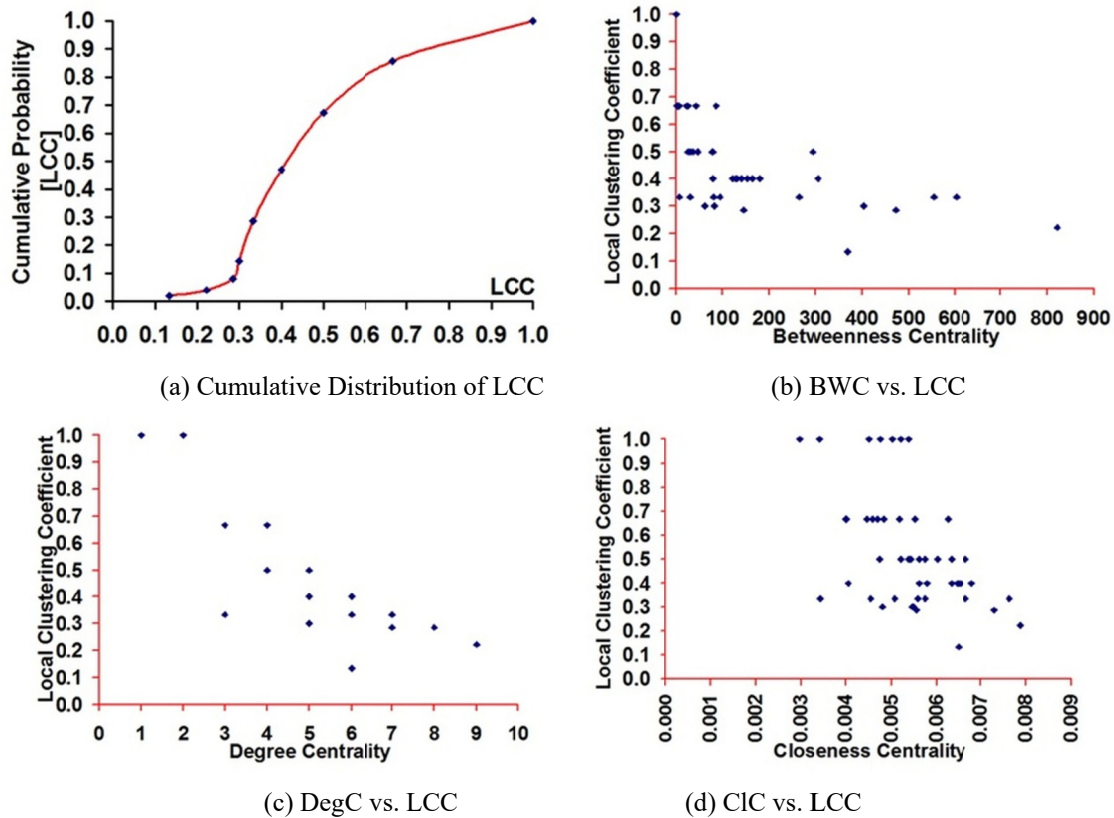 Cumulative Probability
[LCC]
1.0
0.9
0.8
0.7
0.6
0.5
0.4
0.3
0.2
0.1
0.0
LCC
0.0 0.1 0.2 0.3 0.4 0.5 0.6 0.7 0.8 0.9 1.0
(a) Cumulative Distribution of LCC
Local Clustering Coefficient
1.0
0.9
0.8
0.7
0.6
0.5
0.4
0.3
0.2
0.1
0.0
0 100 200 300 400 500 600 700 800 900
Betweenness Centrality
(b) BWC vs. LCC
Local Clustering Coefficient
1.0
0.9
0.8
0.7
0.6
0.5
0.4
0.3
0.2
0.1
0.0
0 1 2 3 4 5 6 7 8 9 10
Degree Centrality
(c) DegC vs. LCC
Local Clustering Coefficient
1.0
0.9
0.8
0.7
0.6
0.5
0.4
0.3
0.2
0.1
0.0
0.000 0.001 0.002 0.003 0.004 0.005 0.006 0.007 0.008 0.009
Closeness Centrality
(d) ClC vs. LCC